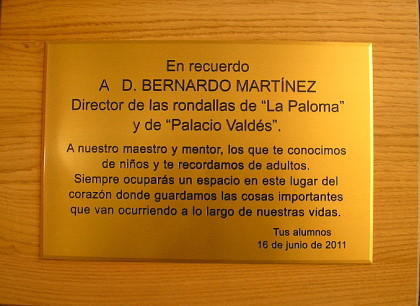 En recuerdo
A D. BERNARDO MARTÍNEZ
Director de las rondallas de “La Paloma”
y de “Palacio Valdés”.
A nuestro maestro y mentor, los que te conocimos
de niños y te recordamos de adultos.
Siempre ocuparás un espacio en este lugar del
corazón donde guardamos las cosas importantes
que van ocurriendo a lo largo de nuestras vidas.
Tus alumnos
16 de junio de 2011